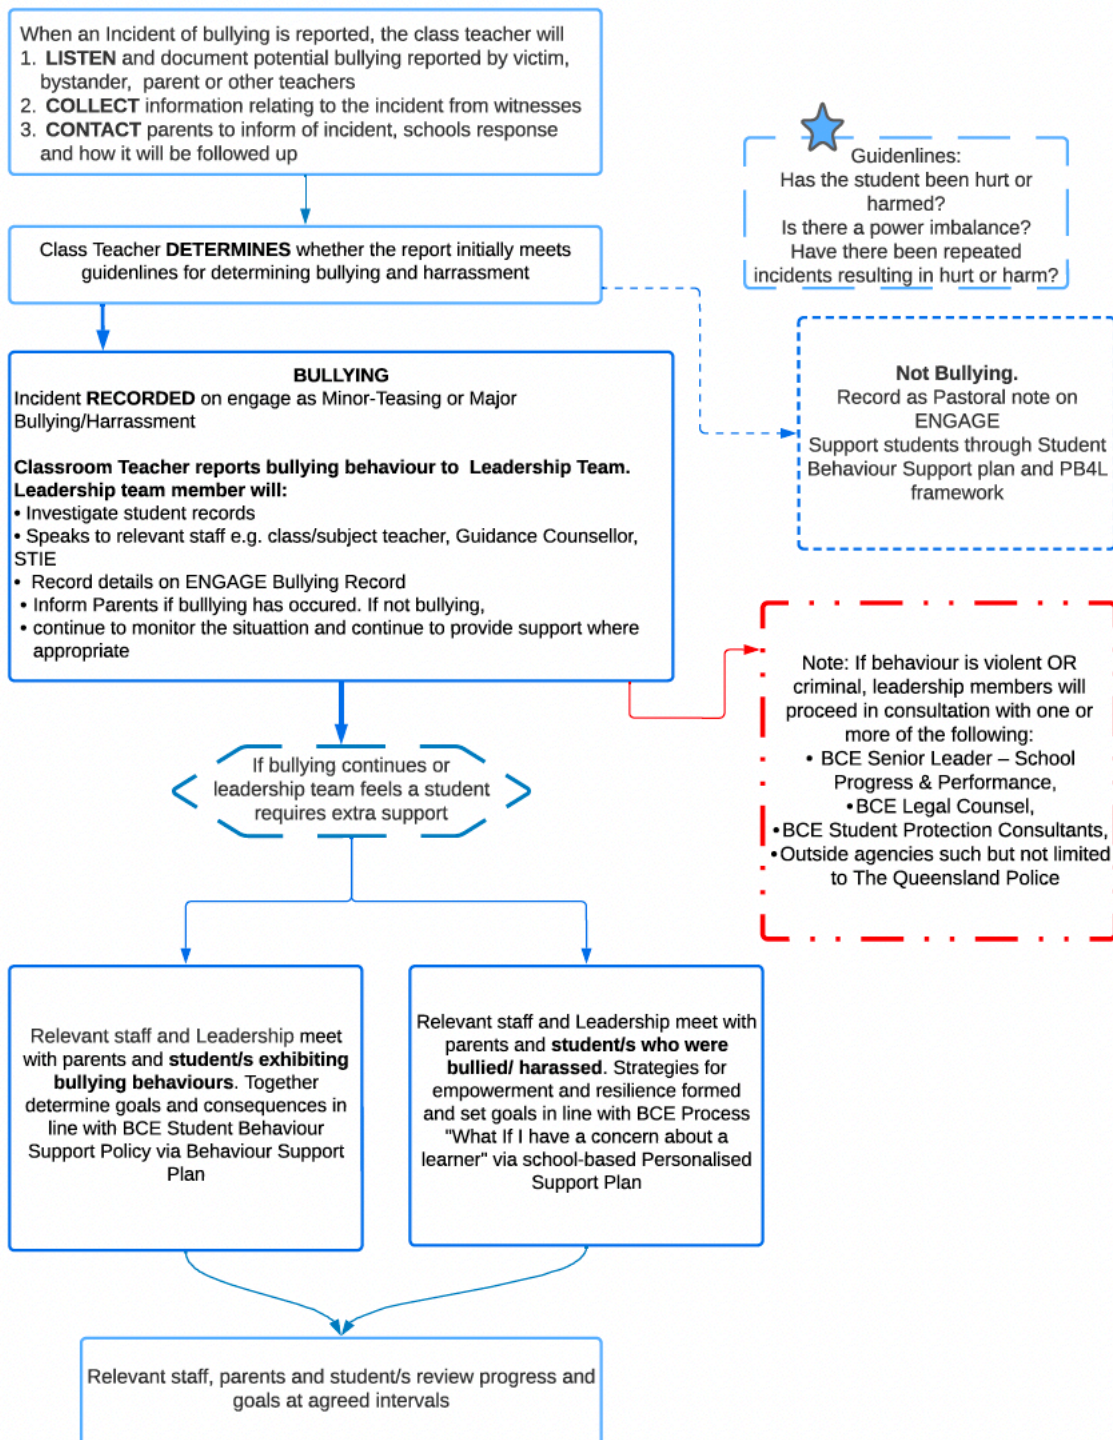 When an Incident of bullying is reported, the class teacher will
1. LISTEN and document potential bullying reported by victim,
bystander, parent or other teachers
2. COLLECT information relating to the incident from witnesses
3. CONTACT parents to inform of incident, schools response
and how it will be followed up
Guidenlines:
Has the student been hurt or
harmed?
Is there a power imbalance?
Have there been repeated
incidents resulting in hurt or harm?
Class Teacher DETERMINES whether the report initially meets
guidenlines for determining bullying and harrassment
BULLYING
Incident RECORDED on engage as Minor-Teasing or Major
Bullying/Harrassment
Classroom Teacher reports bullying behaviour to Leadership Team.
Leadership team member will:
• Investigate student records
• Speaks to relevant staff e.g. class/subject teacher, Guidance Counsellor,
STIE
• Record details on ENGAGE Bullying Record
• Inform Parents if bulllying has occured. If not bullying,
• continue to monitor the situattion and continue to provide support where
appropriate
Not Bullying.
Record as Pastoral note on
ENGAGE
Support students through Student
Behaviour Support plan and PB4L
framework
Note: If behaviour is violent OR
criminal, leadership members will
proceed in consultation with one or
more of the following:
• BCE Senior Leader – School
Progress & Performance,
• BCE Legal Counsel,
• BCE Student Protection Consultants,
• Outside agencies such but not limited
to The Queensland Police
If bullying continues or
leadership team feels a student
requires extra support
Relevant staff and Leadership meet
with parents and student/s exhibiting
bullying behaviours. Together
determine goals and consequences in
line with BCE Student Behaviour
Support Policy via Behaviour Support
Plan
Relevant staff and Leadership meet with
parents and student/s who were
bullied/ harassed. Strategies for
empowerment and resilience formed
and set goals in line with BCE Process
"What If I have a concern about a
learner" via school-based Personalised
Support Plan
Relevant staff, parents and student/s review progress and
goals at agreed intervals